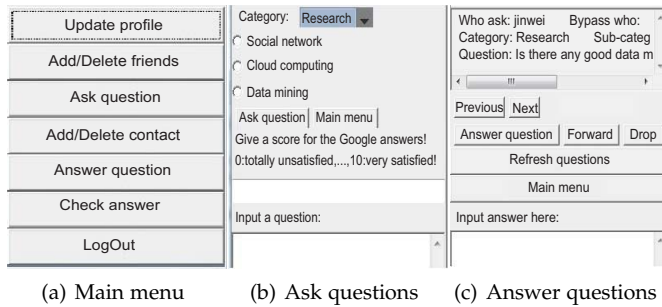 Update profile
Add/Delete friends
Ask question
Add/Delete contact
Answer question
Check answer
LogOut
Category: Research
Social network
Cloud computing
Data mining
Ask question Main menu
Give a score for the Google answers!
0:totally unsatisfied,...,10:very satisfied!
Input a question:
Who ask: jinwei Bypass who:
Category: Research Sub-categ
Question: Is there any good data m
Previous Next
Answer question Forward Drop
Refresh questions
Main menu
Input answer here:
(a) Main menu (b) Ask questions (c) Answer questions